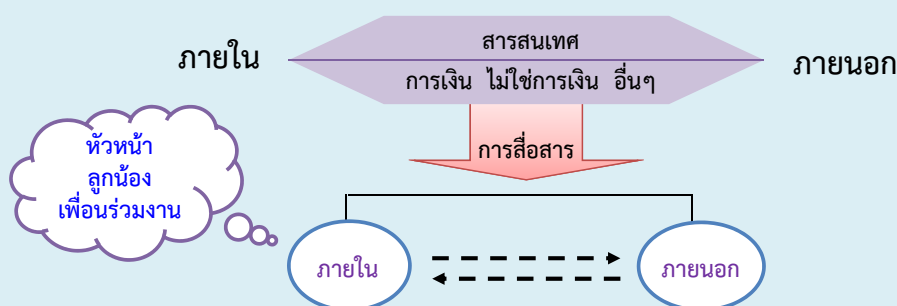 สารสนเทศ
ภายใน
ภายนอก
การเงิน ไม่ใช่การเงิน อื่นๆ
การสื่อสาร
หัวหน้า
ลูกน้อง
เพื่อนร่วมงาน
ภายใน
ภายนอก